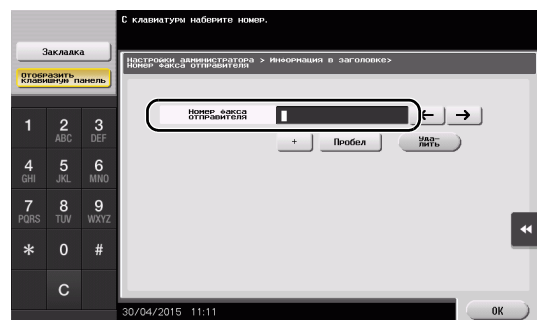 С клавиатуры наберите номер.
Закладка
Отобразить
клавишную панель
Настройки администратора > Информация в заголовке>
Номер факса отправителя
Номер факса
отправителя
← →
+ Пробел Уда-
лить
1 2 3
ABC DEF
4 5 6
GHI JKL MNO
7 8 9
PQRS TUV WXYZ
* 0 #
C
30/04/2015 11:11
OK